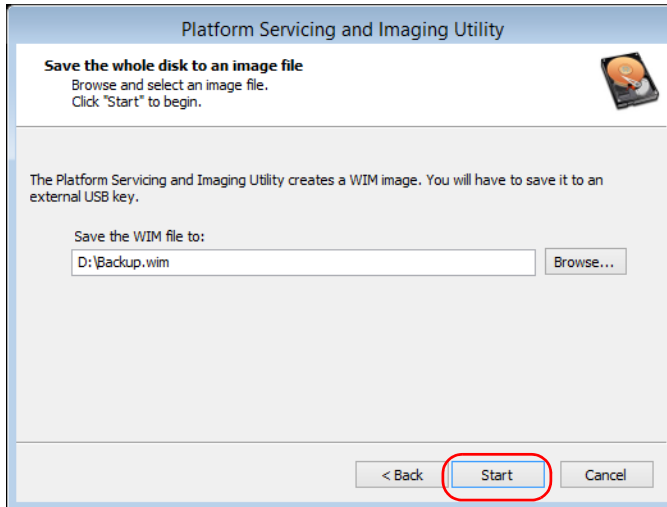 Platform Servicing and Imaging Utility
Save the whole disk to an image file
Browse and select an image file.
Click "Start" to begin.
The Platform Servicing and Imaging Utility creates a WIM image. You will have to save it to an
external USB key.
Save the WIM file to:
D:\Backup.wim
Browse...
< Back
Start
Cancel